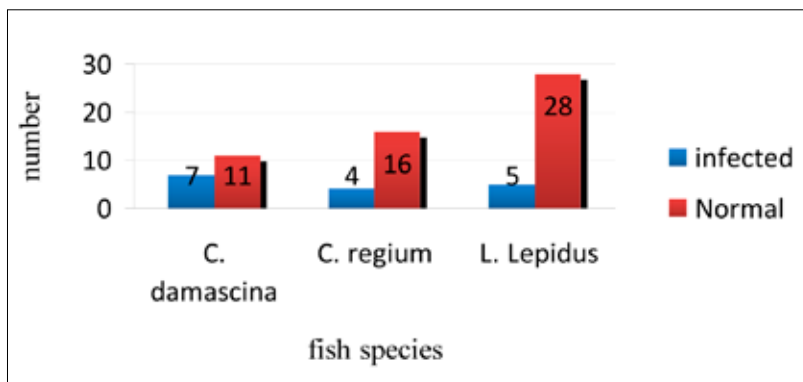 number
30
20
10
0
7
11
4
16
5
28
C.
damascina
C. regium
L. Lepidus
fish species
infected
Normal